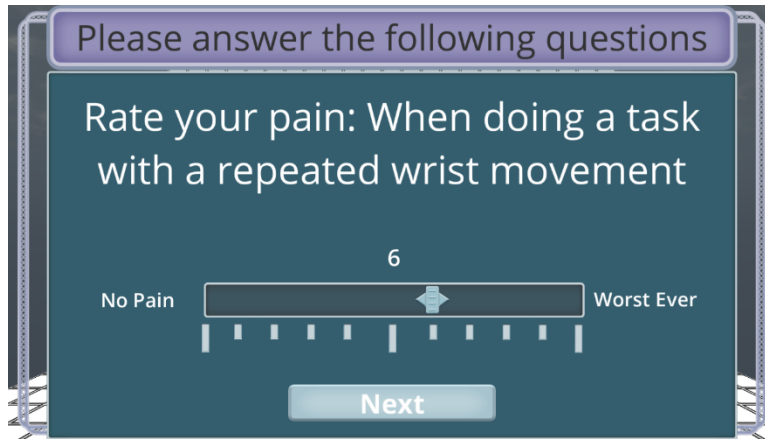 Please answer the following questions
Rate your pain: When doing a task
with a repeated wrist movement
6
No Pain
Worst Ever
Next